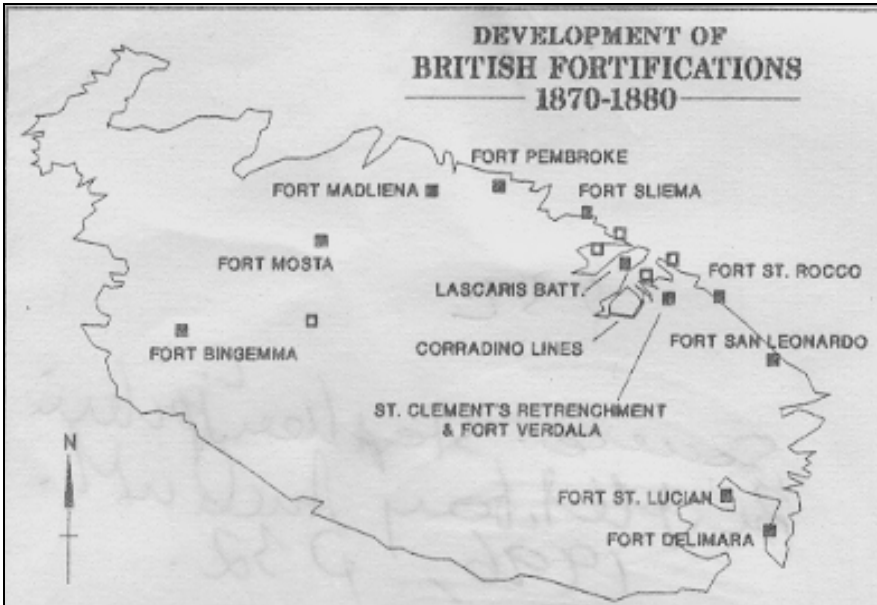 DEVELOPMENT OF
BRITISH FORTIFICATIONS
1870-1880
FORT PEMBROKE
FORT MADLIENA
FORT SLIEMA
FORT MOSTA
LASCARIS BATT.
FORT ST. ROCCO
CORRADINO LINES
FORT SAN LEONARDO
FORT BINGEMMA
ST. CLEMENT'S RETRENCHMENT
& FORT VERDALA
N
FORT ST. LUCIAN
FORT DELIMARA